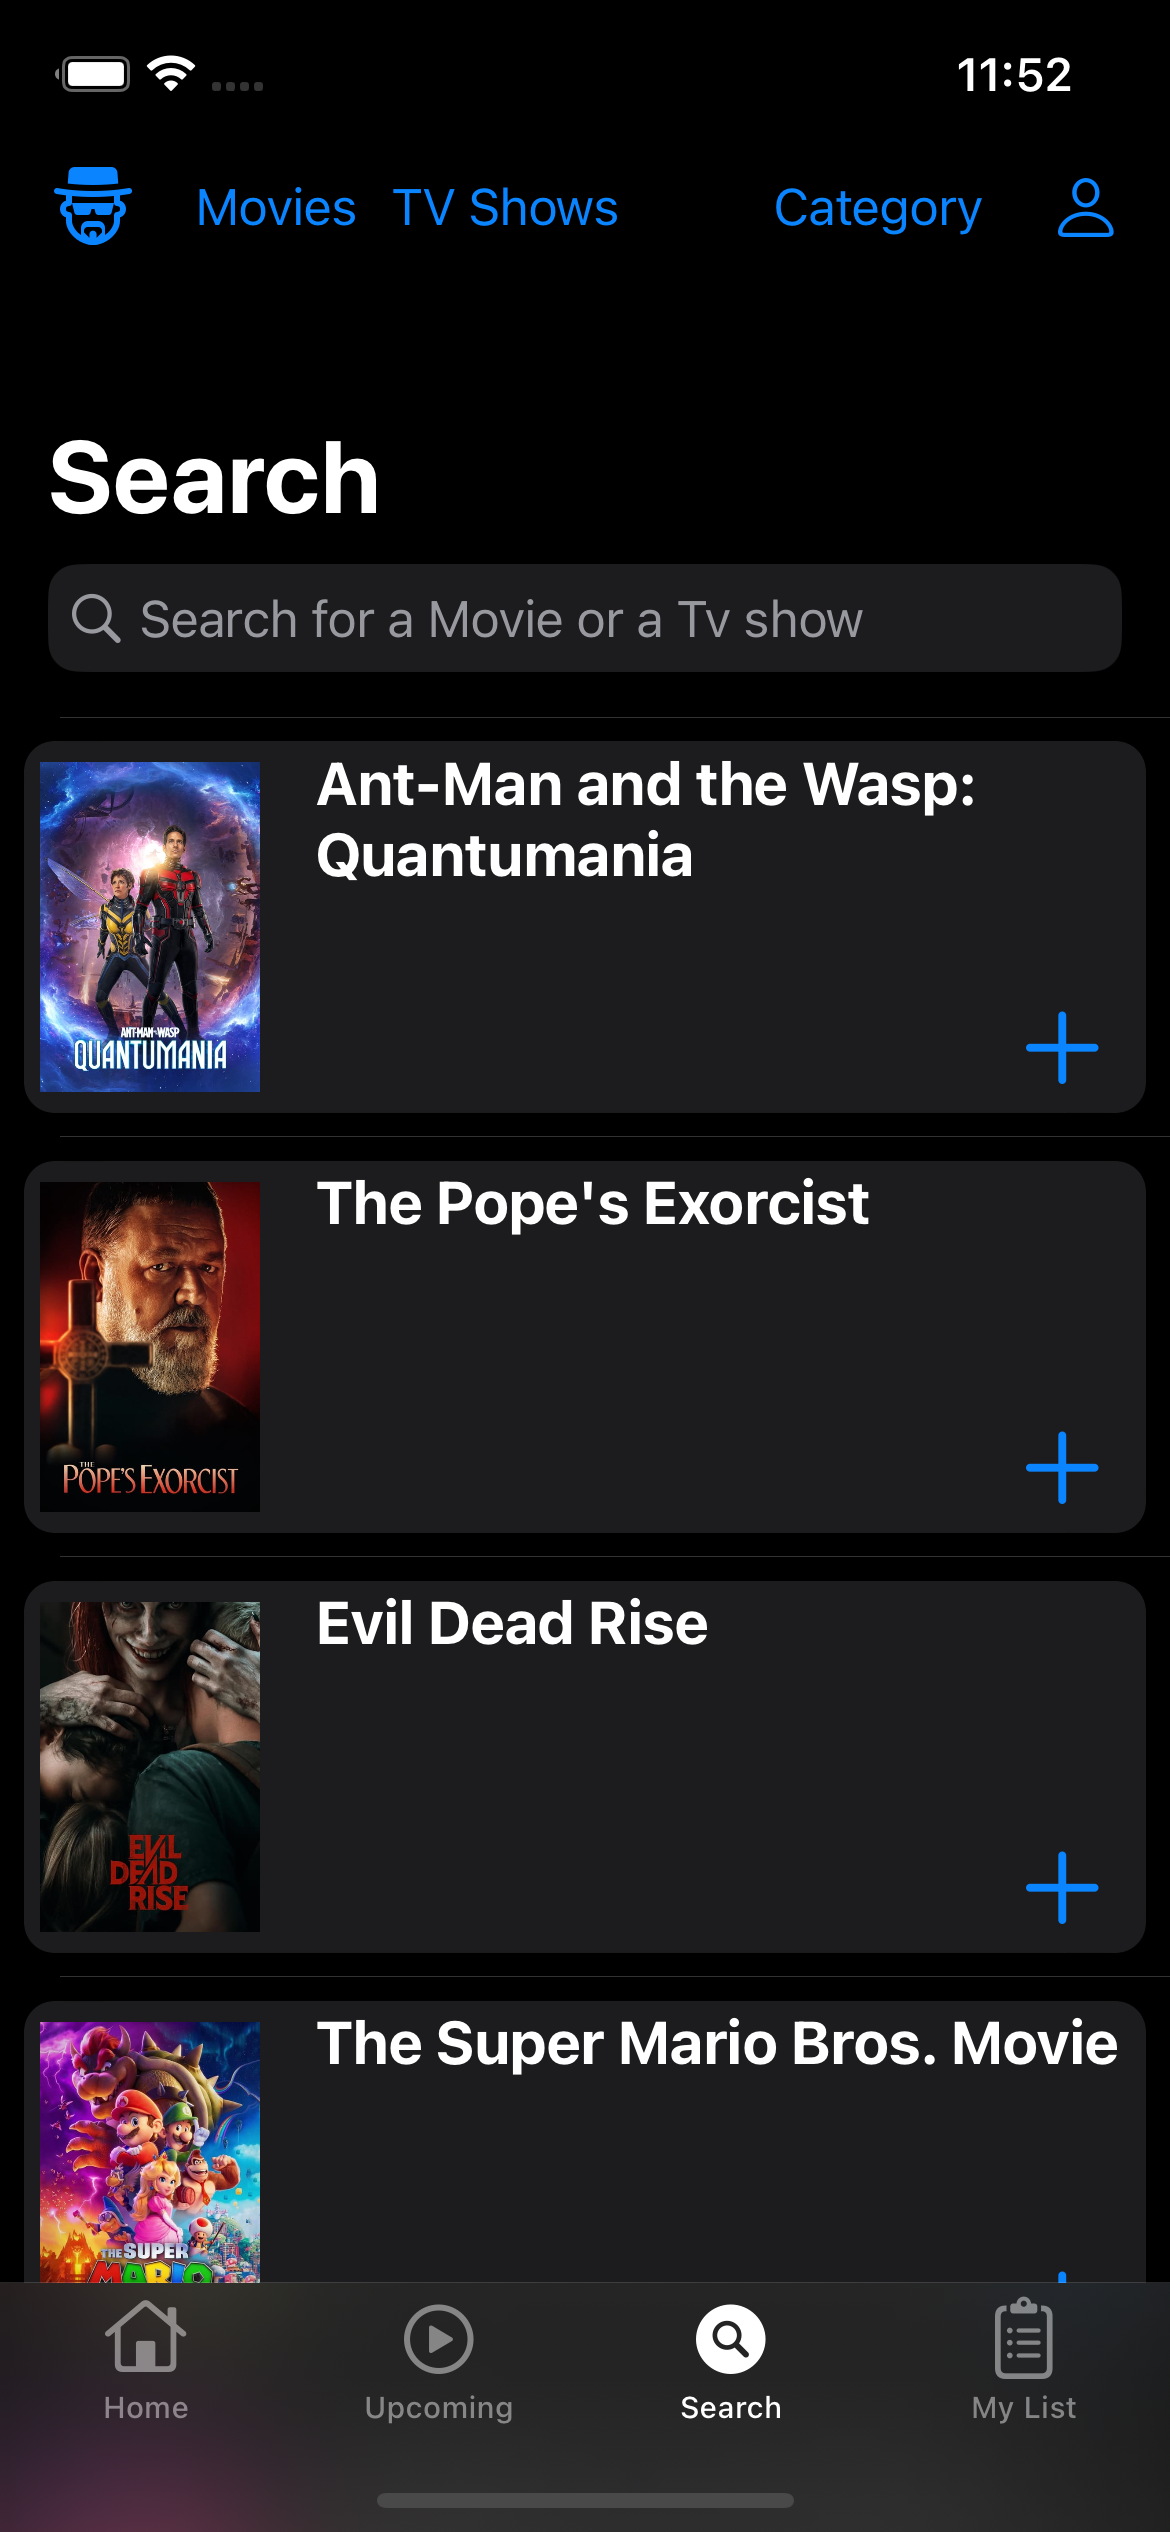 11:52
Movies TV Shows Category
Search
Search for a Movie or a Tv show
Ant-Man and the Wasp:
Quantumania
ANT-MAN AND THE WASP
QUANTUMANIA
The Pope's Exorcist
THE
POPE'S EXORCIST
Evil Dead Rise
EVIL
DEAD
RISE
The Super Mario Bros. Movie
THE SUPER
MARIO
Home Upcoming Search My List